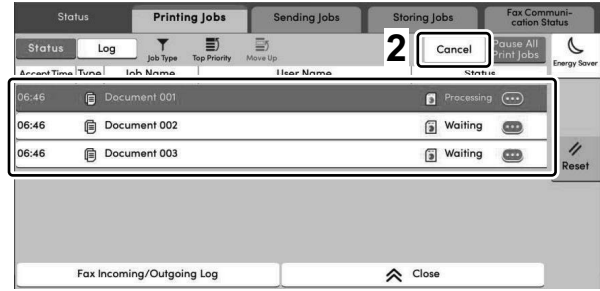 Status
Printing Jobs
Sending Jobs
Storing Jobs
Fax Communi-
cation Status
Status
Log
Job Type
Top Priority
Move Up
2
Cancel
Pause All
Print Jobs
Energy Saver
Accept Time
Type
Job Name
User Name
Status
06:46
Document 001
Processing
06:46
Document 002
Waiting
06:46
Document 003
Waiting
Reset
Fax Incoming/Outgoing Log
Close